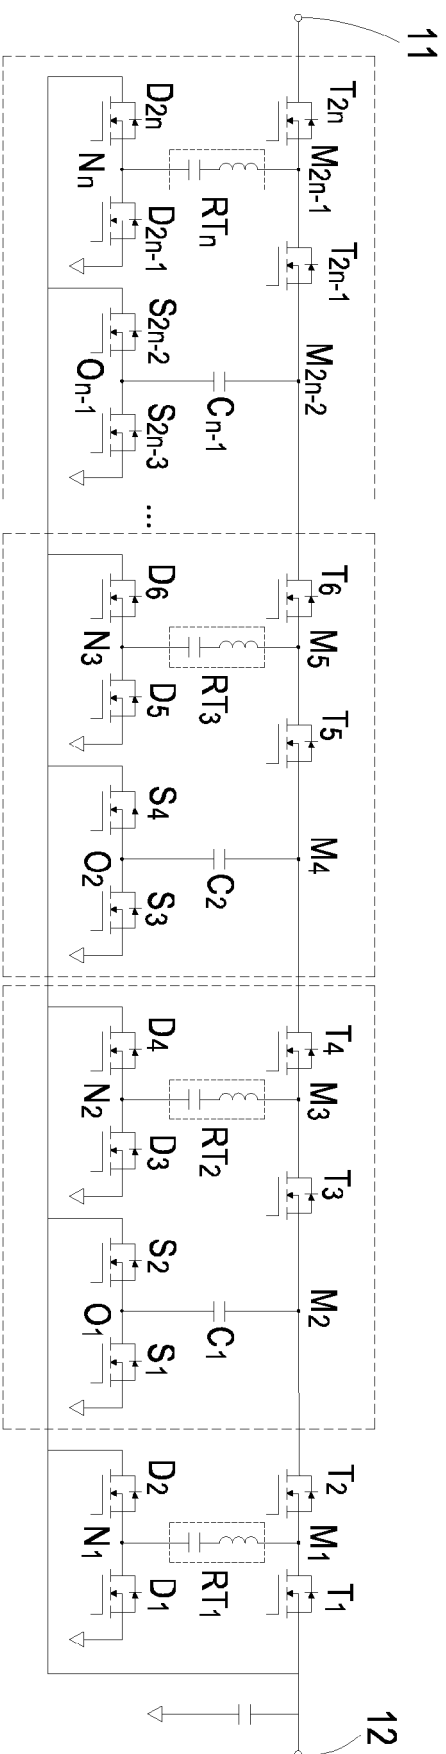 11 12
T2n M2n-1 T2n-1 M2n-2 T6 M5 T5 M4 T4 M3 T3 M2 T2 M1 T1
RTn Cn-1 RT3 C2 RT2 C1 RT1
D2n D2n-1 S2n-2 S2n-3 ... D6 D5 S4 S3 D4 D3 S2 S1 D2 D1
Nn On-1 N3 O2 N2 O1 N1